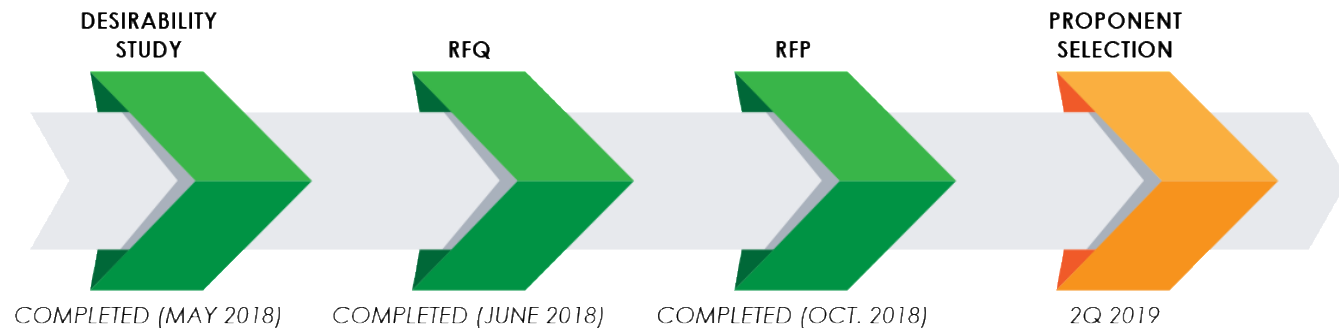 DESIRABILITY
STUDY
RFQ
RFP
PROPONENT
SELECTION
COMPLETED (MAY 2018)
COMPLETED (JUNE 2018)
COMPLETED (OCT. 2018)
2Q 2019